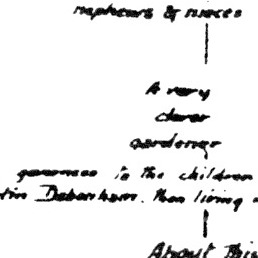 nephews & nieces
A very
clever
gardener
governess to the children
tin Debenham. then living
About this